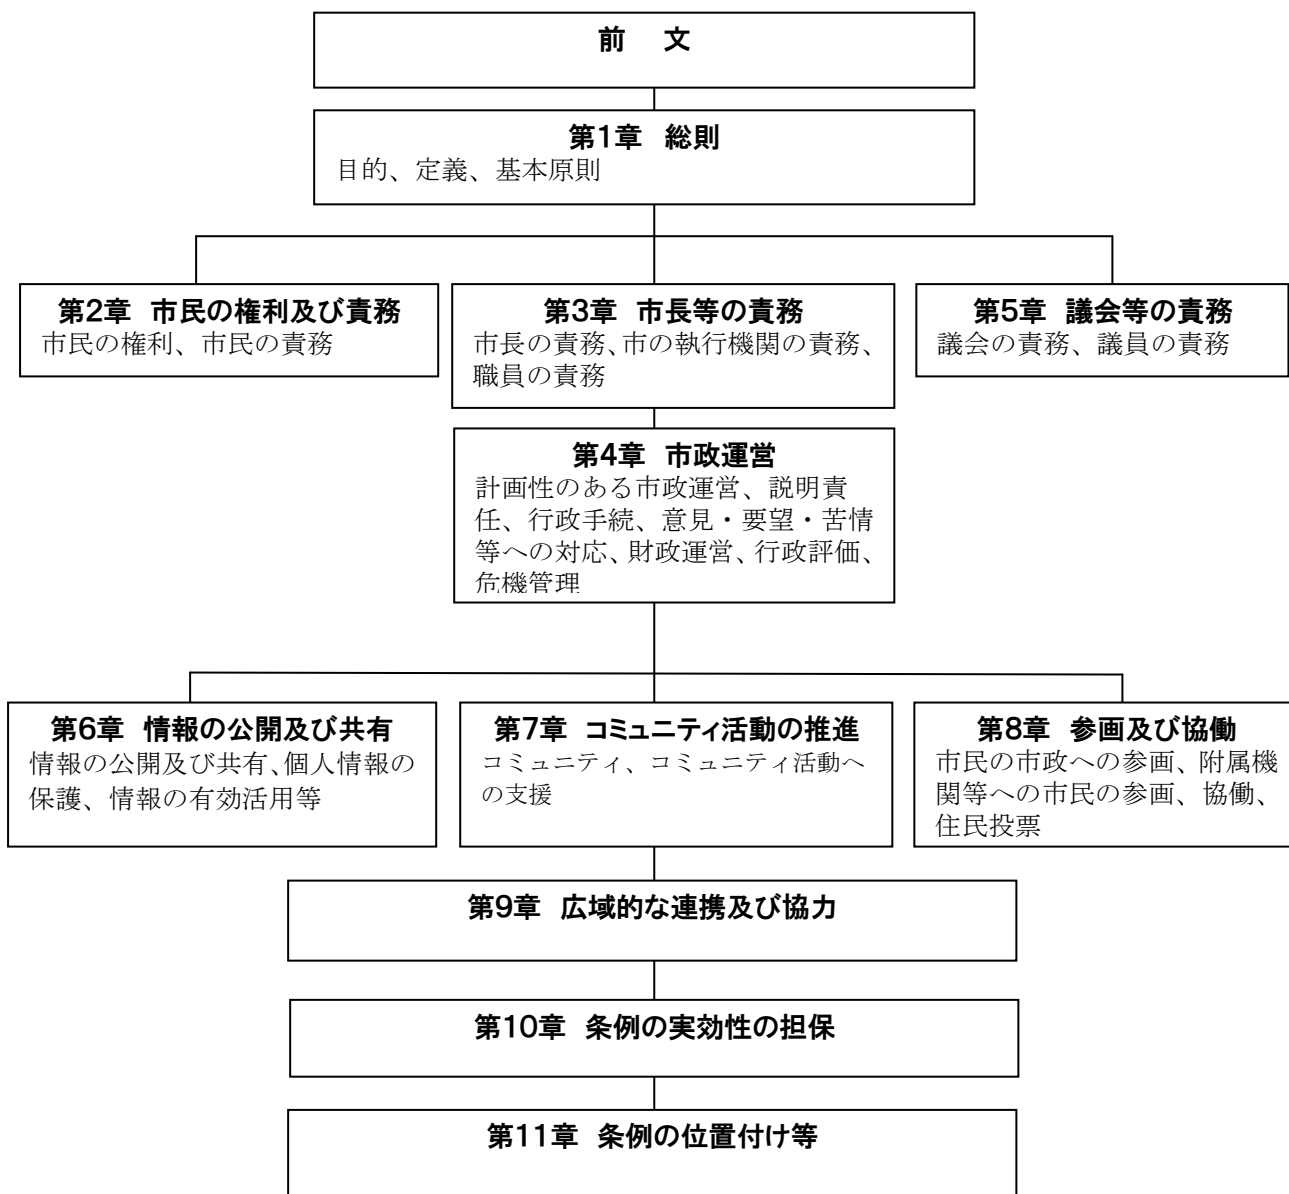 前 文
第1章 総則
目的、定義、基本原則
第2章 市民の権利及び責務
市民の権利、市民の責務
第3章 市長等の責務
市長の責務、市の執行機関の責務、
職員の責務
第5章 議会等の責務
議会の責務、議員の責務
第4章 市政運営
計画性のある市政運営、説明責
任、行政手続、意見・要望・苦情
等への対応、財政運営、行政評価、
危機管理
第6章 情報の公開及び共有
情報の公開及び共有、個人情報の
保護、情報の有効活用等
第7章 コミュニティ活動の推進
コミュニティ、コミュニティ活動へ
の支援
第8章 参画及び協働
市民の市政への参画、附属機
関等への市民の参画、協働、
住民投票
第9章 広域的な連携及び協力
第10章 条例の実効性の担保
第11章 条例の位置付け等